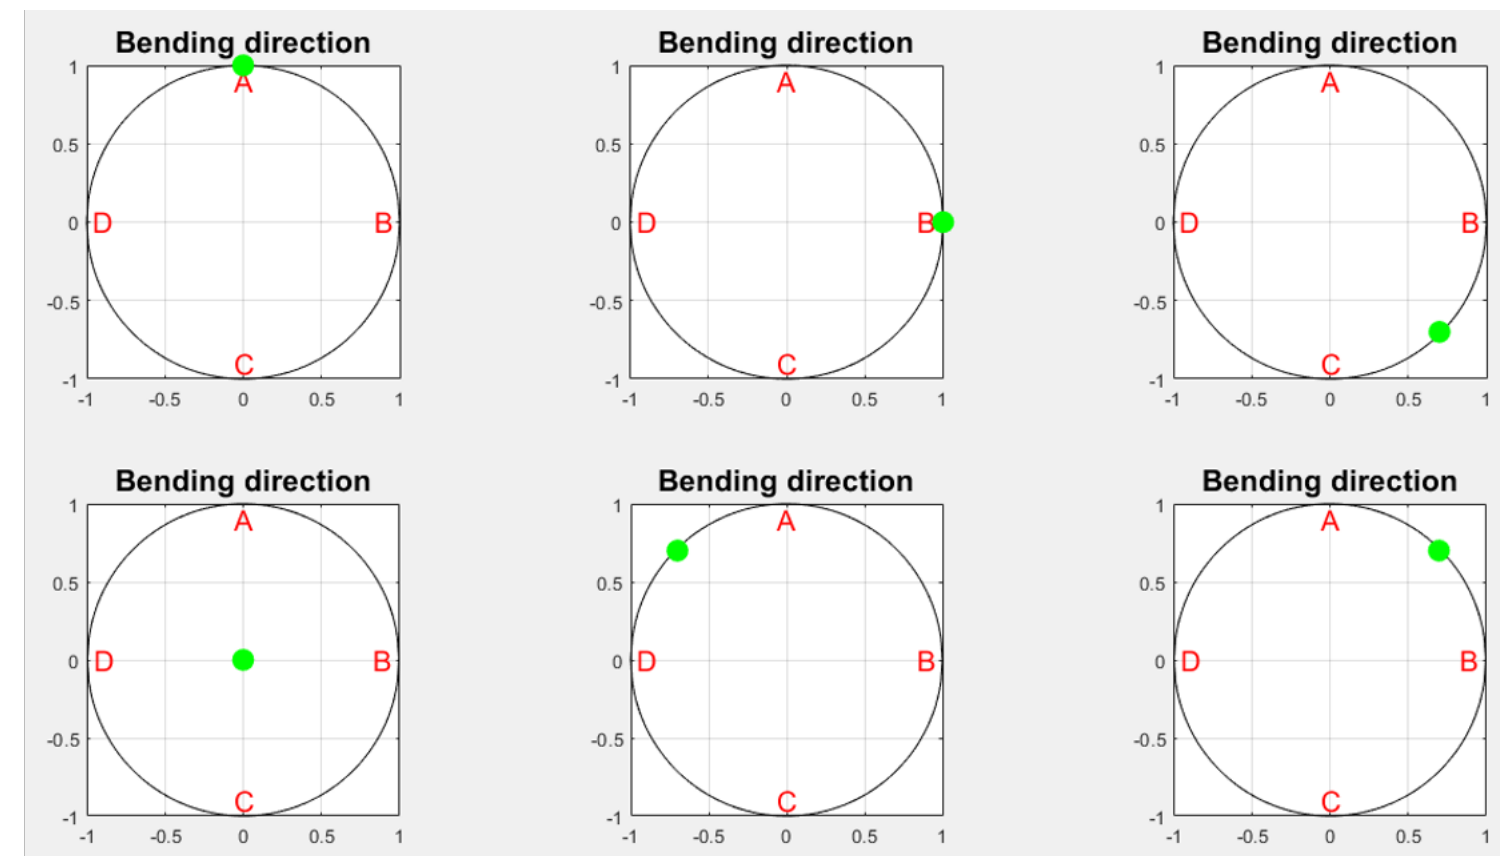 Bending direction Bending direction Bending direction
1 A 1 A 1 A
0.5 0.5 0.5
0 D B 0 D B 0 D B
-0.5 -0.5 -0.5
-1 C -1 C -1 C
-1 -0.5 0 0.5 1 -1 -0.5 0 0.5 1 -1 -0.5 0 0.5 1
Bending direction Bending direction Bending direction
1 A 1 A 1 A
0.5 0.5 0.5
0 D B 0 D B 0 D B
-0.5 -0.5 -0.5
-1 C -1 C -1 C
-1 -0.5 0 0.5 1 -1 -0.5 0 0.5 1 -1 -0.5 0 0.5 1